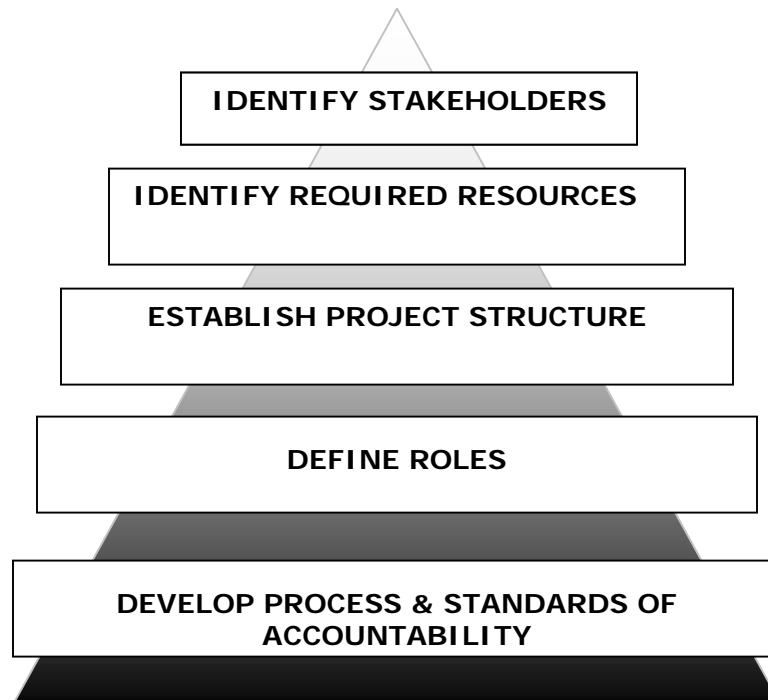 IDENTIFY STAKEHOLDERS
IDENTIFY REQUIRED RESOURCES
ESTABLISH PROJECT STRUCTURE
DEFINE ROLES
DEVELOP PROCESS & STANDARDS OF
ACCOUNTABILITY